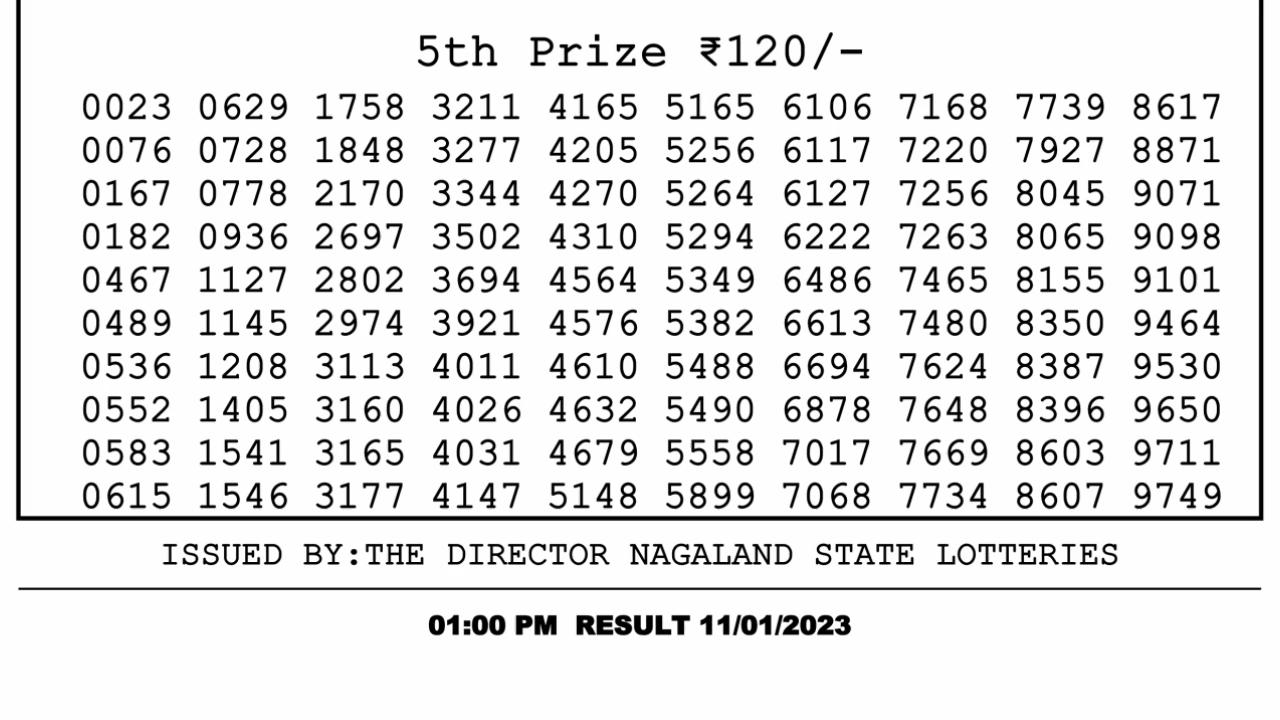 5th Prize ₹120/-
0023 0629 1758 3211 4165 5165 6106 7168 7739 8617
0076 0728 1848 3277 4205 5256 6117 7220 7927 8871
0167 0778 2170 3344 4270 5264 6127 7256 8045 9071
0182 0936 2697 3502 4310 5294 6222 7263 8065 9098
0467 1127 2802 3694 4564 5349 6486 7465 8155 9101
0489 1145 2974 3921 4576 5382 6613 7480 8350 9464
0536 1208 3113 4011 4610 5488 6694 7624 8387 9530
0552 1405 3160 4026 4632 5490 6878 7648 8396 9650
0583 1541 3165 4031 4679 5558 7017 7669 8603 9711
0615 1546 3177 4147 5148 5899 7068 7734 8607 9749
ISSUED BY:THE DIRECTOR NAGALAND STATE LOTTERIES
01:00 PM RESULT 11/01/2023